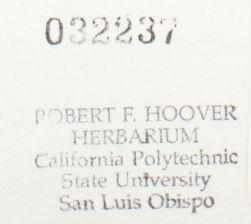 032237
ROBERT F. HOOVER
HERBARIUM
California Polytechnic
State University
San Luis Obispo